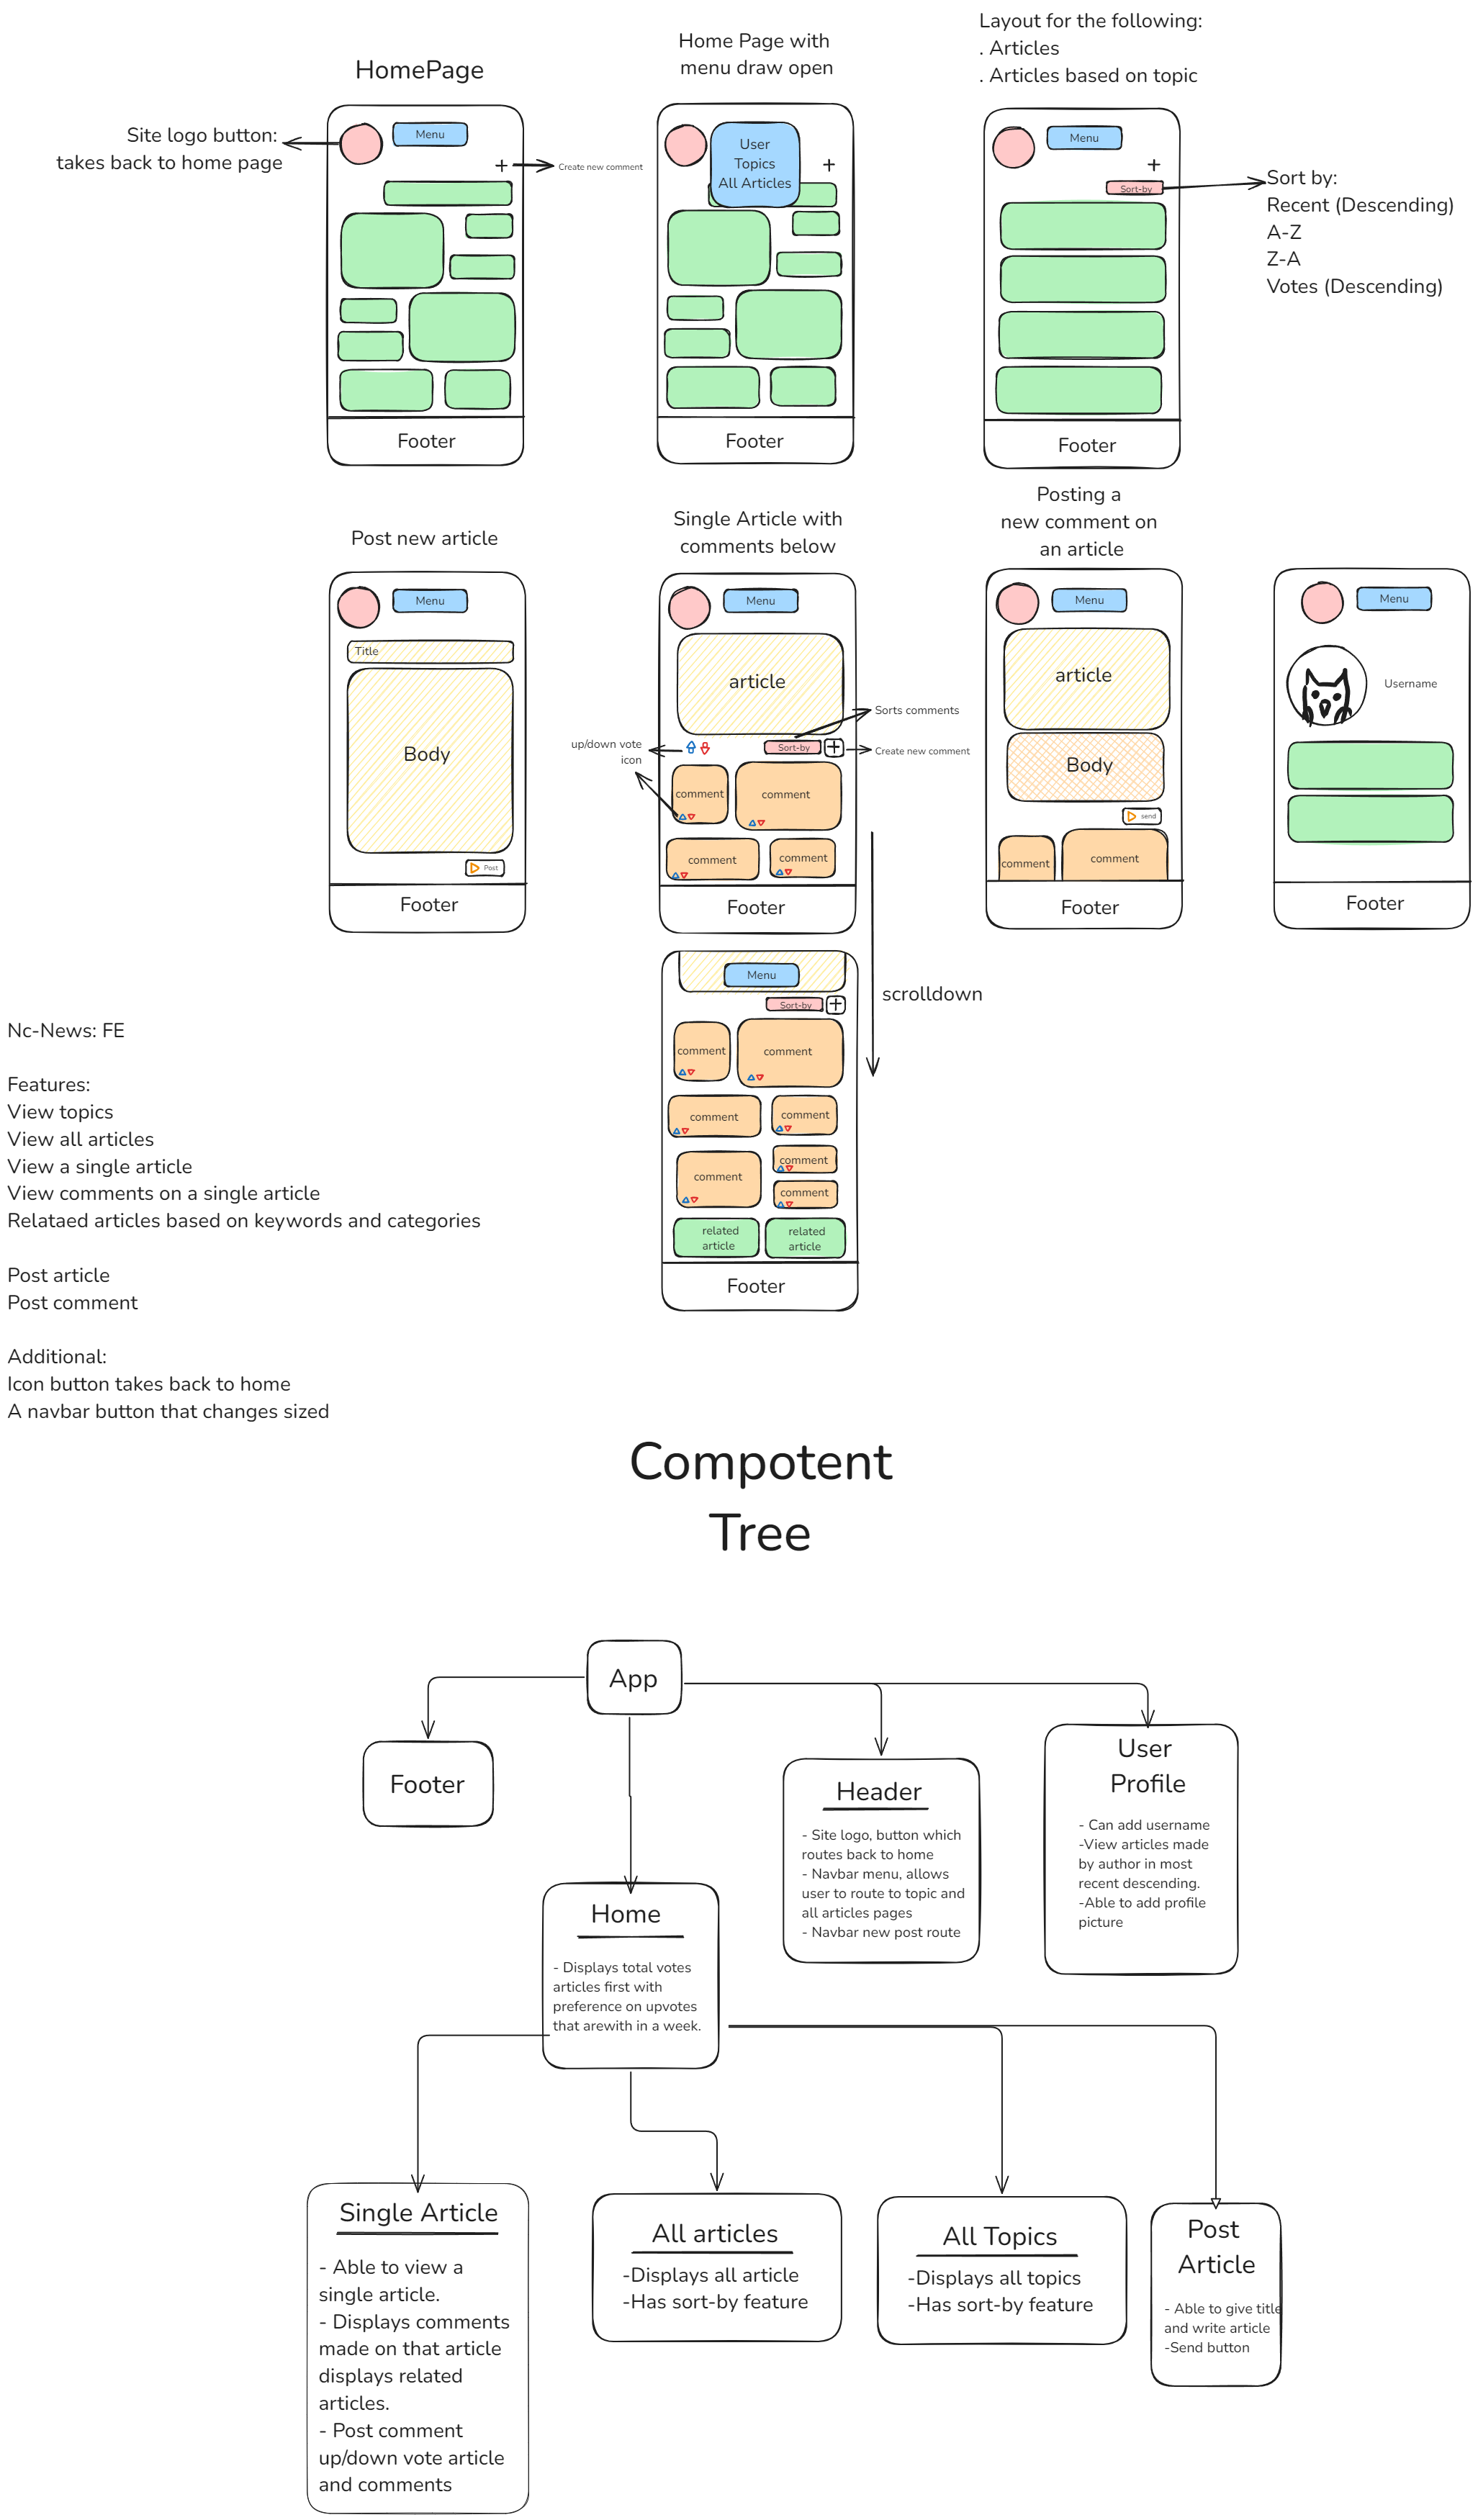 Layout for the following:
. Articles
. Articles based on topic
Home Page with
menu draw open
HomePage
Site logo button:
takes back to home page
Menu
Create new comment
Footer
User
Topics
All Articles
Footer
Menu
Sort-by
Footer
Sort by:
Recent (Descending)
A-Z
Z-A
Votes (Descending)
Post new article
Menu
Title
Body
Post
Footer
Single Article with
comments below
Menu
article
up/down vote
icon
Sort-by
Sorts comments
Create new comment
comment
comment
comment
comment
Footer
Posting a
new comment on
an article
Menu
article
Body
send
comment
comment
Footer
Menu
Username
Footer
scrolldown
Menu
Sort-by
comment
comment
comment
comment
comment
comment
comment
related
article
related
article
Footer
Nc-News: FE
Features:
View topics
View all articles
View a single article
View comments on a single article
Relataed articles based on keywords and categories
Post article
Post comment
Additional:
Icon button takes back to home
A navbar button that changes sized
Compotent
Tree
App
Footer
Header
- Site logo, button which
routes back to home
- Navbar menu, allows
user to route to topic and
all articles pages
- Navbar new post route
User
Profile
- Can add username
-View articles made
by author in most
recent descending.
-Able to add profile
picture
Home
- Displays total votes
articles first with
preference on upvotes
that arewith in a week.
Single Article
- Able to view a
single article.
- Displays comments
made on that article
displays related
articles.
- Post comment
up/down vote article
and comments
All articles
-Displays all article
-Has sort-by feature
All Topics
-Displays all topics
-Has sort-by feature
Post
Article
- Able to give title
and write article
-Send button